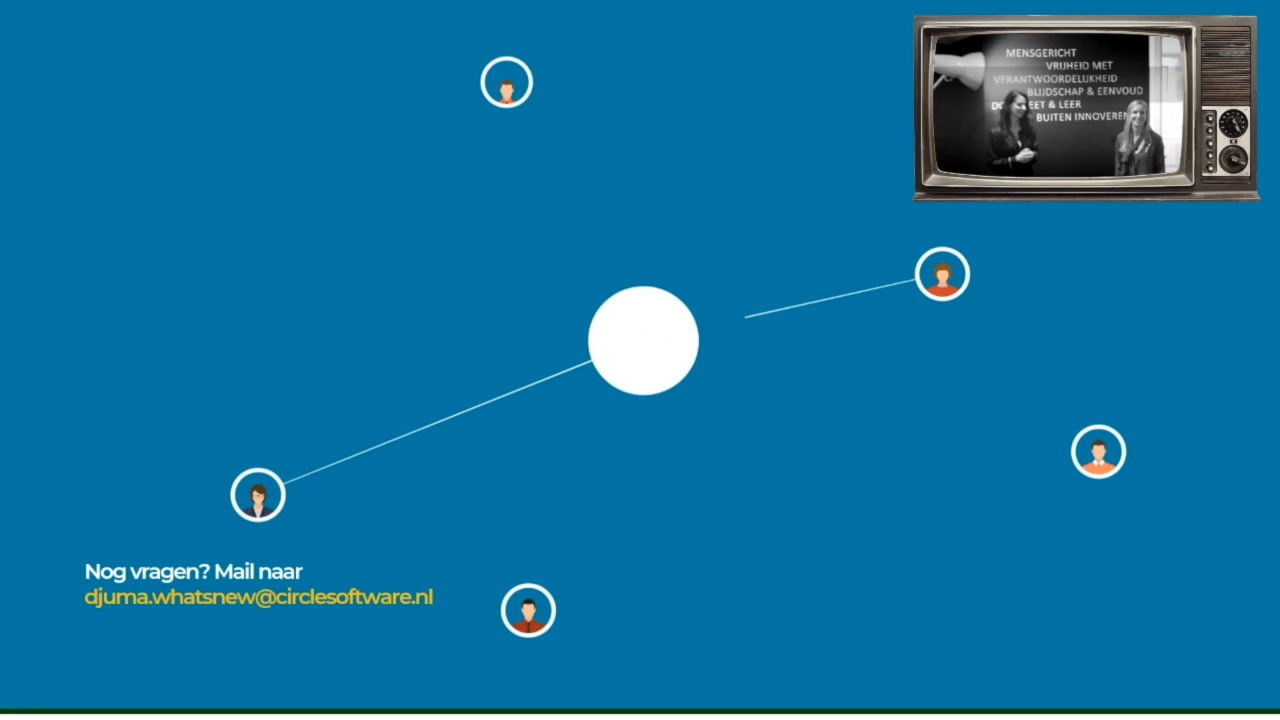 MENSGERICHT
VRIJHEID MET
VERANTWOORDELIJKHEID
BLIJDSCHAP & EENVOUD
EET & LEER
BUITEN INNOVEREN
Nog vragen? Mail naar
djuma.whatsnew@circlesoftware.nl